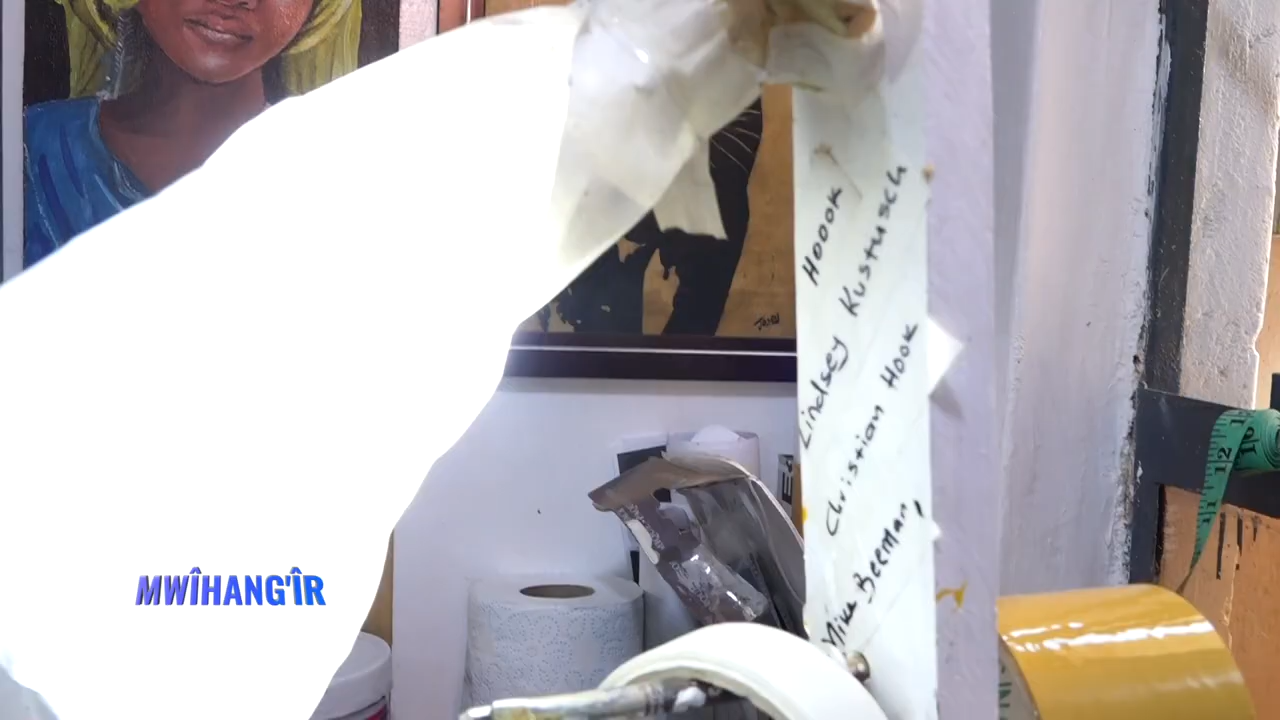 Hoook
Lindsey Kustusch
Christian Hook
Mike Beeman,
MWÎHANG'ÎR
12